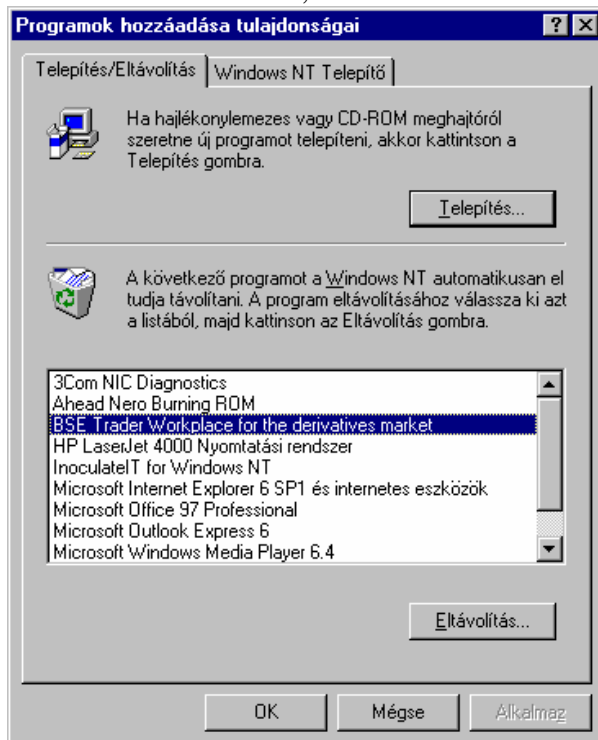 Programok hozzáadása tulajdonságai
Telepítés/Eltávolítás
Windows NT Telepítő
Ha hajlékonylemezes vagy CD-ROM meghajtóról
szeretne új programot telepíteni, akkor kattintson a
Telepítés gombra.
Telepítés...
A következő programot a Windows NT automatikusan el
tudja távolítani. A program eltávolításához válassza ki azt
a listából, majd kattinson az Eltávolítás gombra.
3Com NIC Diagnostics
Ahead Nero Burning ROM
BSE Trader Workplace for the derivatives market
HP LaserJet 4000 Nyomtatási rendszer
InoculateIT for Windows NT
Microsoft Internet Explorer 6 SP1 és internetes eszközök
Microsoft Office 97 Professional
Microsoft Outlook Express 6
Microsoft Windows Media Player 6.4
Eltávolítás...
OK
Mégse
Alkalmaz